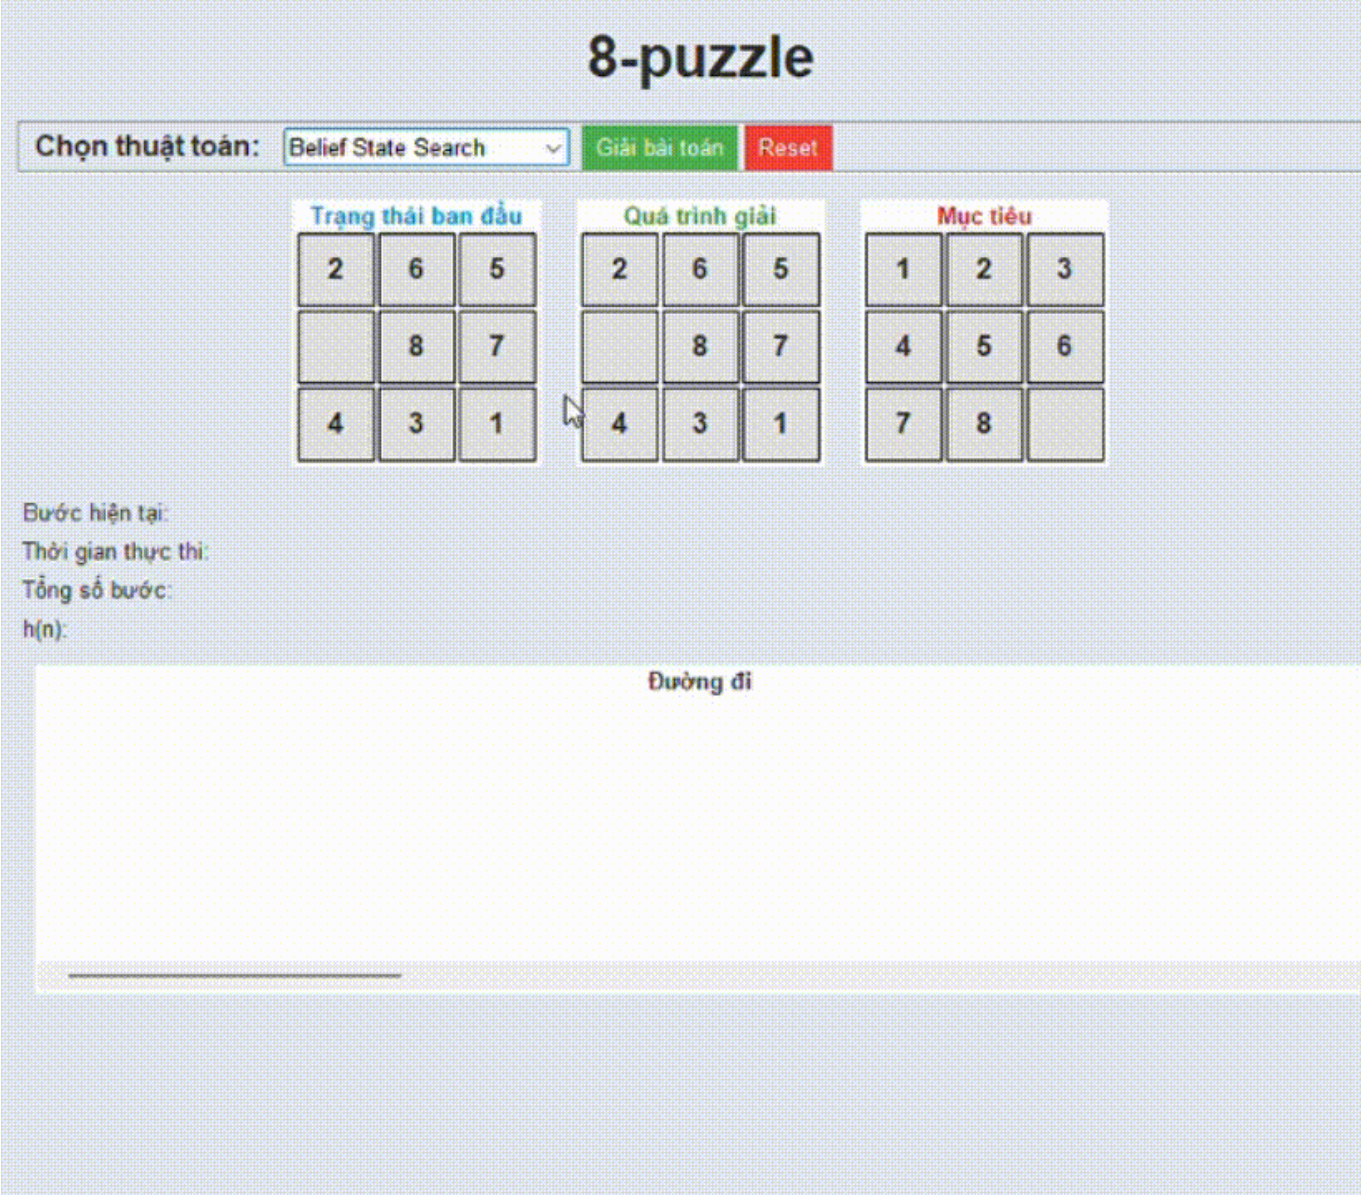 8-puzzle
Chọn thuật toán: Belief State Search Giải bài toán Reset
Trạng thái ban đầu Quá trình giải Mục tiêu
2 6 5 2 6 5 1 2 3
8 7 8 7 4 5 6
4 3 1 4 3 1 7 8
Bước hiện tại:
Thời gian thực thi:
Tổng số bước:
h(n):
Đường đi